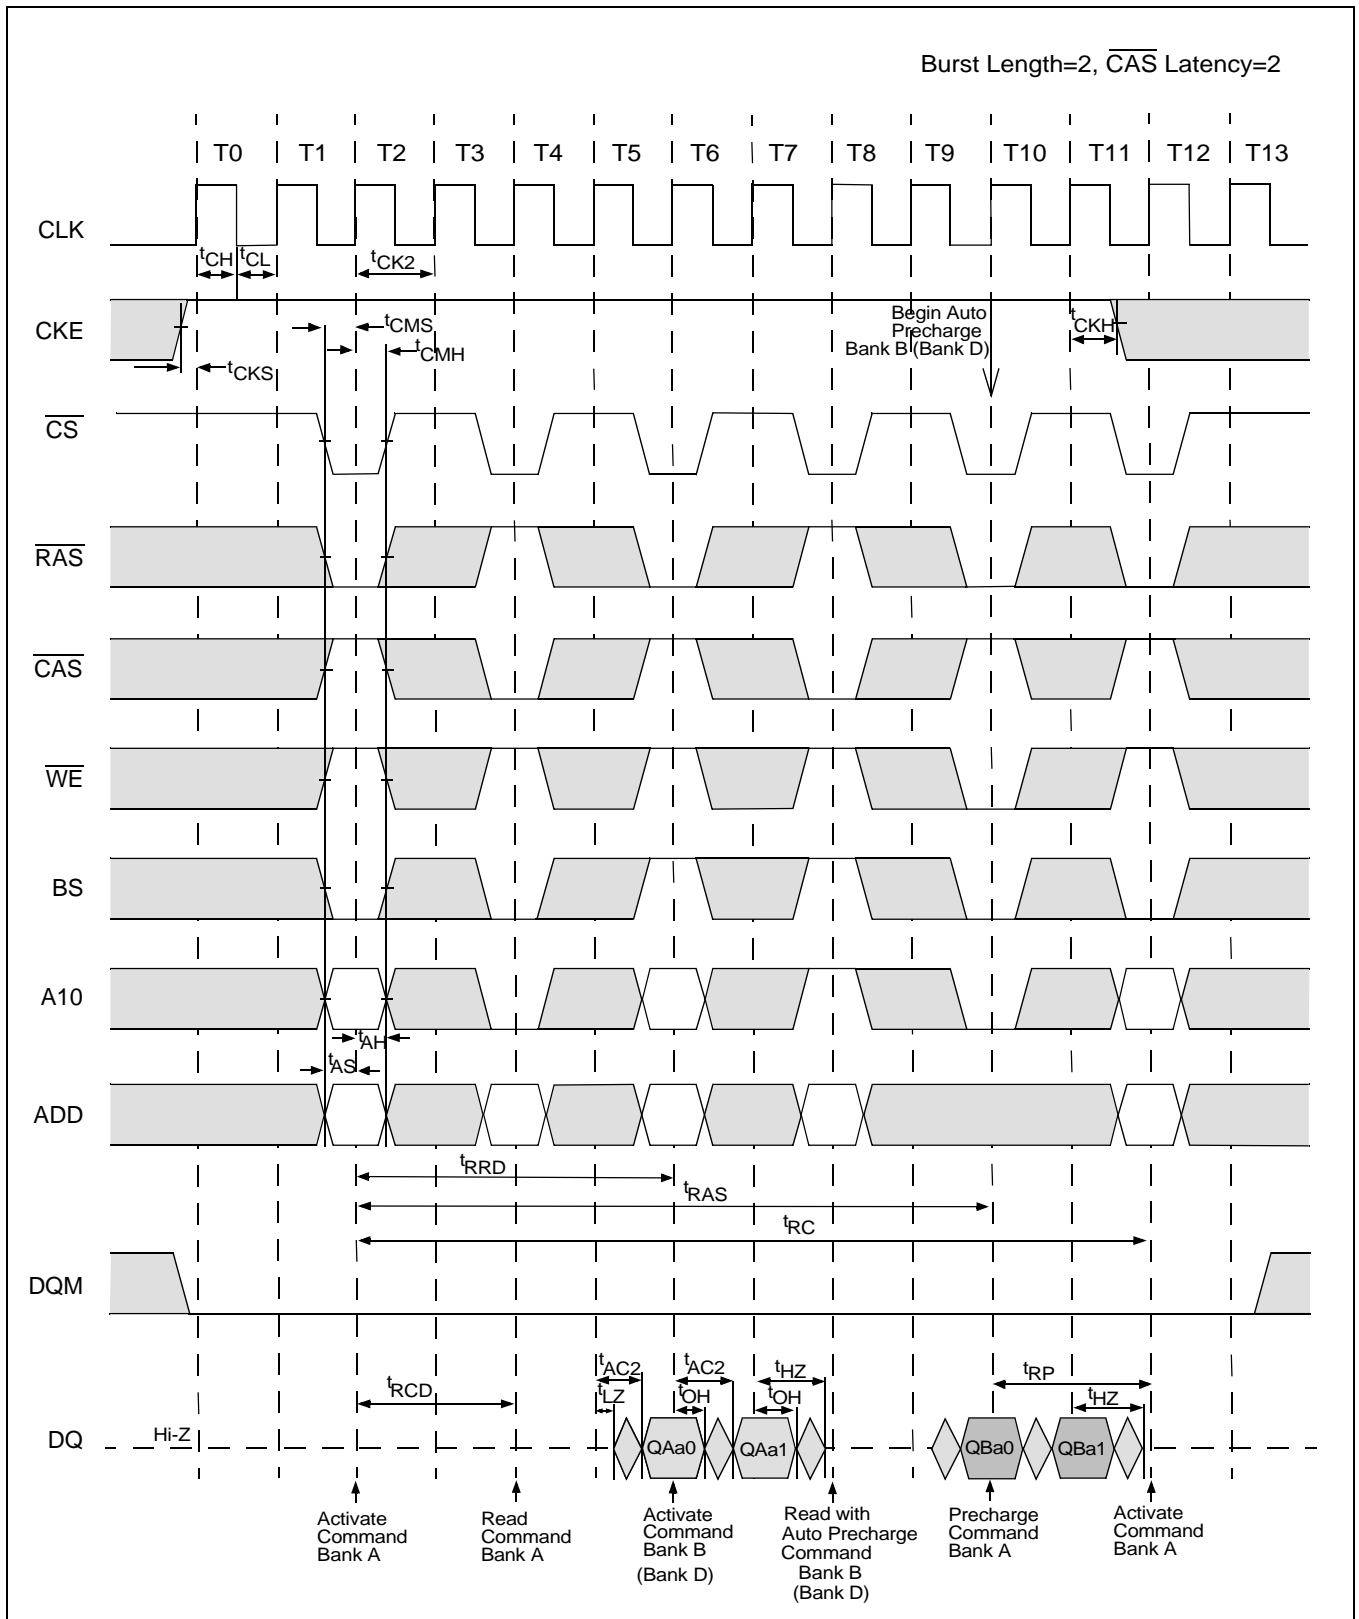 Burst Length=2, CAS Latency=2
T0 T1 T2 T3 T4 T5 T6 T7 T8 T9 T10 T11 T12 T13
CLK
tCH tCL tCK2
CKE
tCMS
tCMH
tCKS
Begin Auto
Precharge
Bank B (Bank D)
tCKH
CS
RAS
CAS
WE
BS
A10
tAH
tAS
ADD
tRRD
tRAS
tRC
DQM
tRCD
tAC2 tAC2 tHZ
tLZ tOH tOH
tRP
tHZ
DQ
Hi-Z
QAa0 QAa1 QBa0 QBa1
Activate
Command
Bank A
Read
Command
Bank A
Activate
Command
Bank B
(Bank D)
Read with
Auto Precharge
Command
Bank B
(Bank D)
Precharge
Command
Bank A
Activate
Command
Bank A